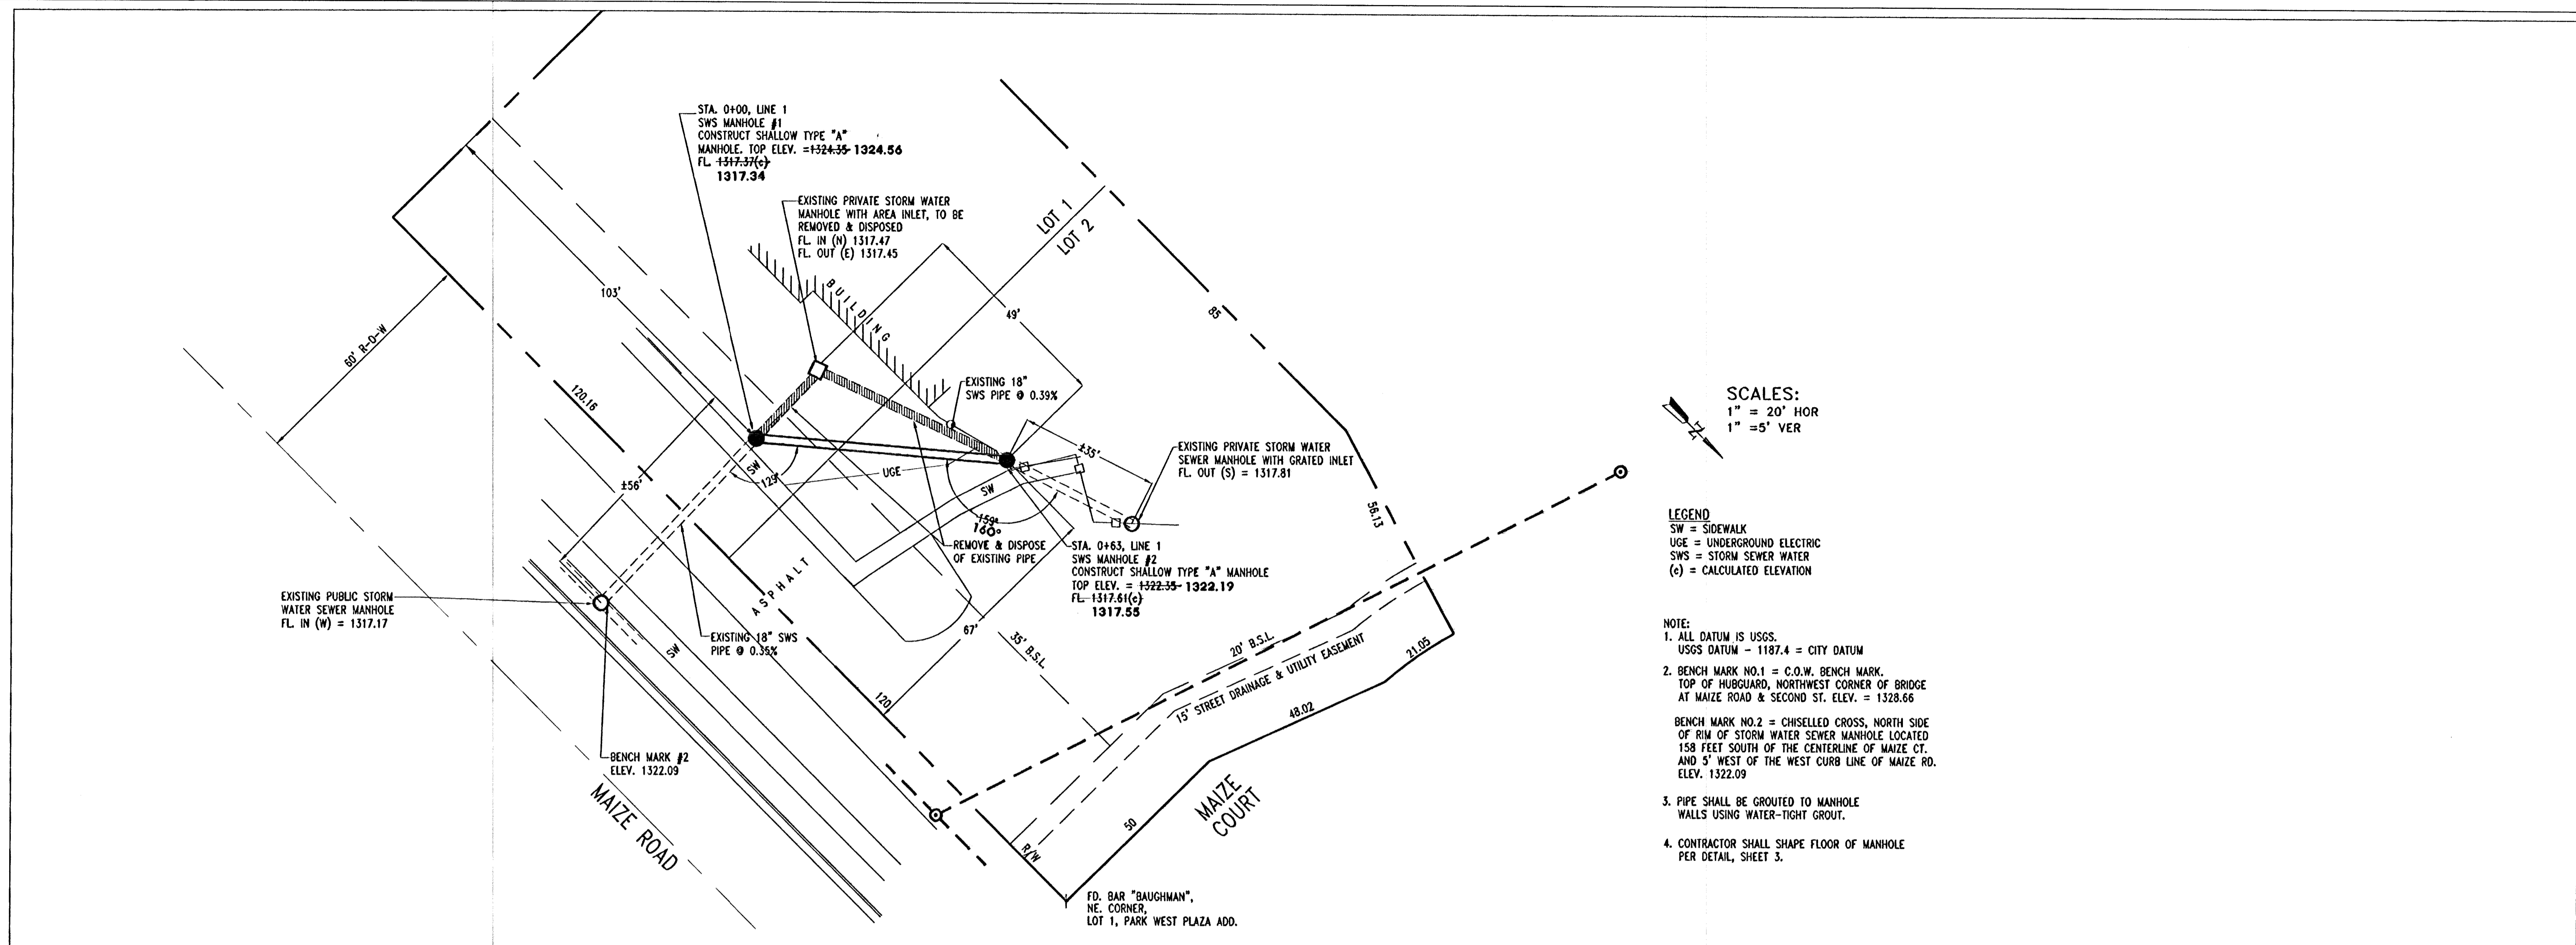 STA. 0+00, LINE 1
SWS MANHOLE #1
CONSTRUCT SHALLOW TYPE "A"
MANHOLE. TOP ELEV. =1324.35 1324.56
FL. 1317.37(c)
1317.34
EXISTING PRIVATE STORM WATER
MANHOLE WITH AREA INLET, TO BE
REMOVED & DISPOSED
FL. IN (N) 1317.47
FL. OUT (E) 1317.45
LOT 1
LOT 2
BUILDING
103'
49'
85
60' R-O-W
120.16
EXISTING 18"
SWS PIPE @ 0.39%
±35'
EXISTING PRIVATE STORM WATER
SEWER MANHOLE WITH GRATED INLET
FL. OUT (S) = 1317.81
SW
129°
UGE
SW
±56'
159°
160°
56.13
REMOVE & DISPOSE
OF EXISTING PIPE
STA. 0+63, LINE 1
SWS MANHOLE #2
CONSTRUCT SHALLOW TYPE "A" MANHOLE
TOP ELEV. = 1322.35 1322.19
FL 1317.61(c)
1317.55
ASPHALT
EXISTING PUBLIC STORM
WATER SEWER MANHOLE
FL. IN (W) = 1317.17
EXISTING 18" SWS
PIPE @ 0.35%
SW
67'
35' B.S.L.
20' B.S.L.
15' STREET DRAINAGE & UTILITY EASEMENT
21.05
48.02
120
BENCH MARK #2
ELEV. 1322.09
MAIZE ROAD
MAIZE
COURT
50
R/W
FD. BAR "BAUGHMAN",
NE. CORNER,
LOT 1, PARK WEST PLAZA ADD.
N
SCALES:
1" = 20' HOR
1" =5' VER
LEGEND
SW = SIDEWALK
UGE = UNDERGROUND ELECTRIC
SWS = STORM SEWER WATER
(c) = CALCULATED ELEVATION
NOTE:
1. ALL DATUM IS USGS.
USGS DATUM - 1187.4 = CITY DATUM
2. BENCH MARK NO.1 = C.O.W. BENCH MARK.
TOP OF HUBGUARD, NORTHWEST CORNER OF BRIDGE
AT MAIZE ROAD & SECOND ST. ELEV. = 1328.66
BENCH MARK NO.2 = CHISELLED CROSS, NORTH SIDE
OF RIM OF STORM WATER SEWER MANHOLE LOCATED
158 FEET SOUTH OF THE CENTERLINE OF MAIZE CT.
AND 5' WEST OF THE WEST CURB LINE OF MAIZE RD.
ELEV. 1322.09
3. PIPE SHALL BE GROUTED TO MANHOLE
WALLS USING WATER-TIGHT GROUT.
4. CONTRACTOR SHALL SHAPE FLOOR OF MANHOLE
PER DETAIL, SHEET 3.